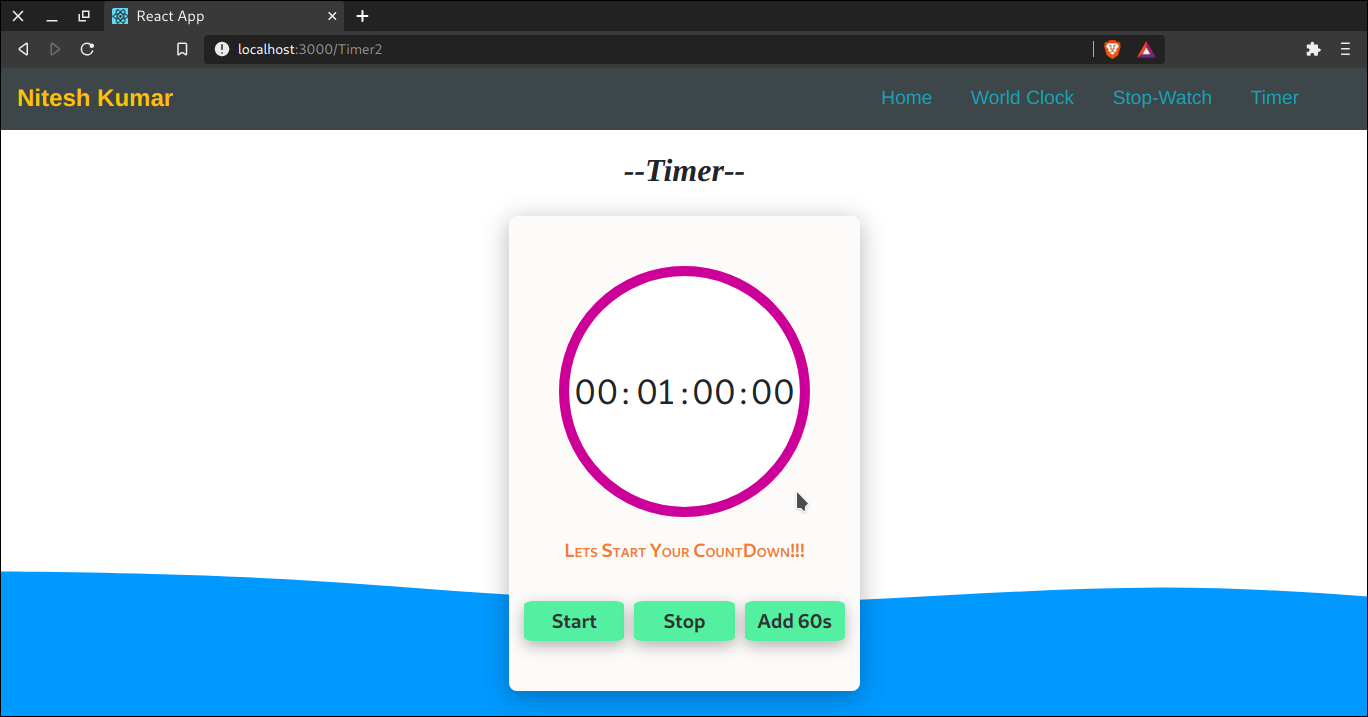 React App
localhost:3000/Timer2
Nitesh Kumar Home World Clock Stop-Watch Timer
--Timer--
00:01:00:00
Lets Start Your CountDown!!!
Start Stop Add 60s